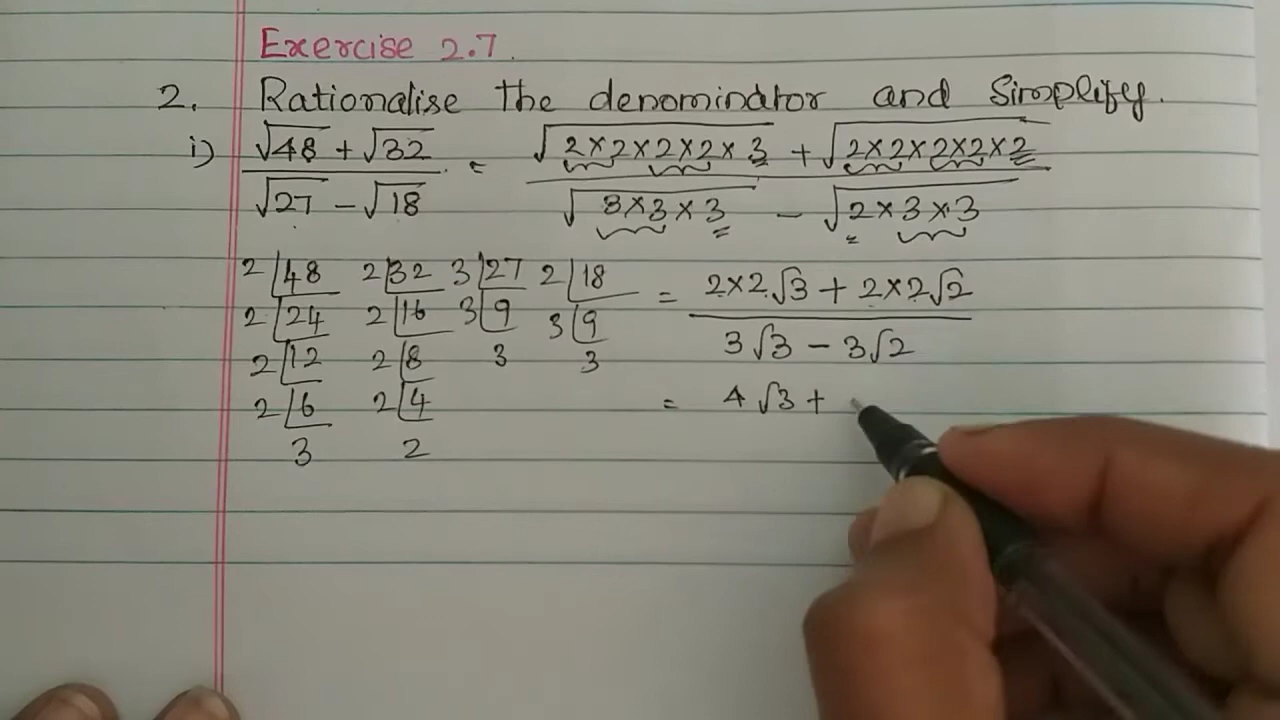 Exercise 2.7.
2. Rationalise the denominator and Simplify.
i) √48 + √32 / √27 − √18 = √2×2×2×2×3 + √2×2×2×2×2 / √3×3×3 − √2×3×3
2 48 2 32 3 27 2 18 = 2×2√3 + 2×2√2 / 3√3 − 3√2
2 24 2 16 3 9 3 9
2 12 2 8 3 3
2 6 2 4 = 4√3 +
3 2